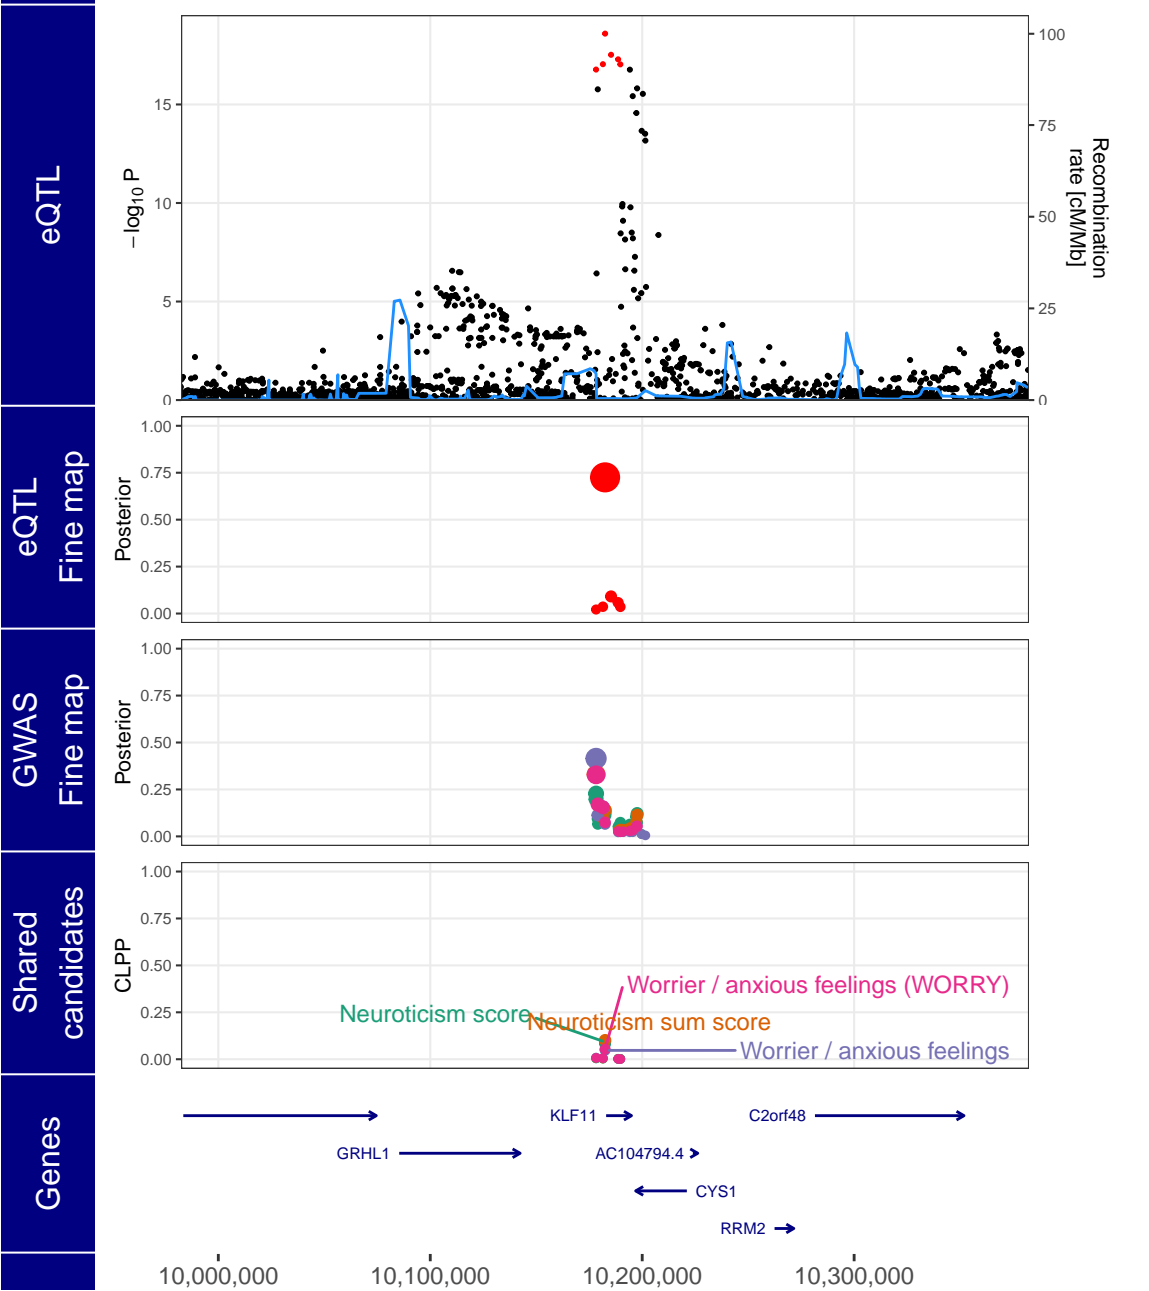 eQTL
−log10 P
15
10
5
0
100
75
50
25
0
Recombination
rate [cM/Mb]
eQTL
Fine map
Posterior
1.00
0.75
0.50
0.25
0.00
GWAS
Fine map
Posterior
1.00
0.75
0.50
0.25
0.00
Shared
candidates
CLPP
1.00
0.75
0.50
0.25
0.00
Worrier / anxious feelings (WORRY)
Neuroticism score
Neuroticism sum score
Worrier / anxious feelings
Genes
KLF11
C2orf48
GRHL1
AC104794.4
CYS1
RRM2
10,000,000
10,100,000
10,200,000
10,300,000